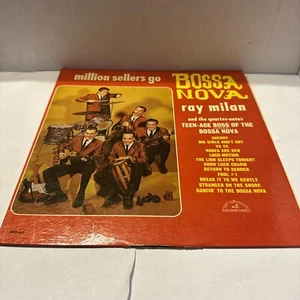 million sellers go
BOSSA
NOVA
ray milan
and the quarter-notes
TEEN-AGE BOSS OF THE
BOSSA NOVA
SHERRY
BIG GIRLS DON'T CRY
YA YA
ROSES ARE RED
LOCO-MOTION
THE LION SLEEPS TONIGHT
GOOD LUCK CHARM
RETURN TO SENDER
FOOL #1
BREAK IT TO ME GENTLY
STRANGER ON THE SHORE
DANCIN' TO THE BOSSA NOVA